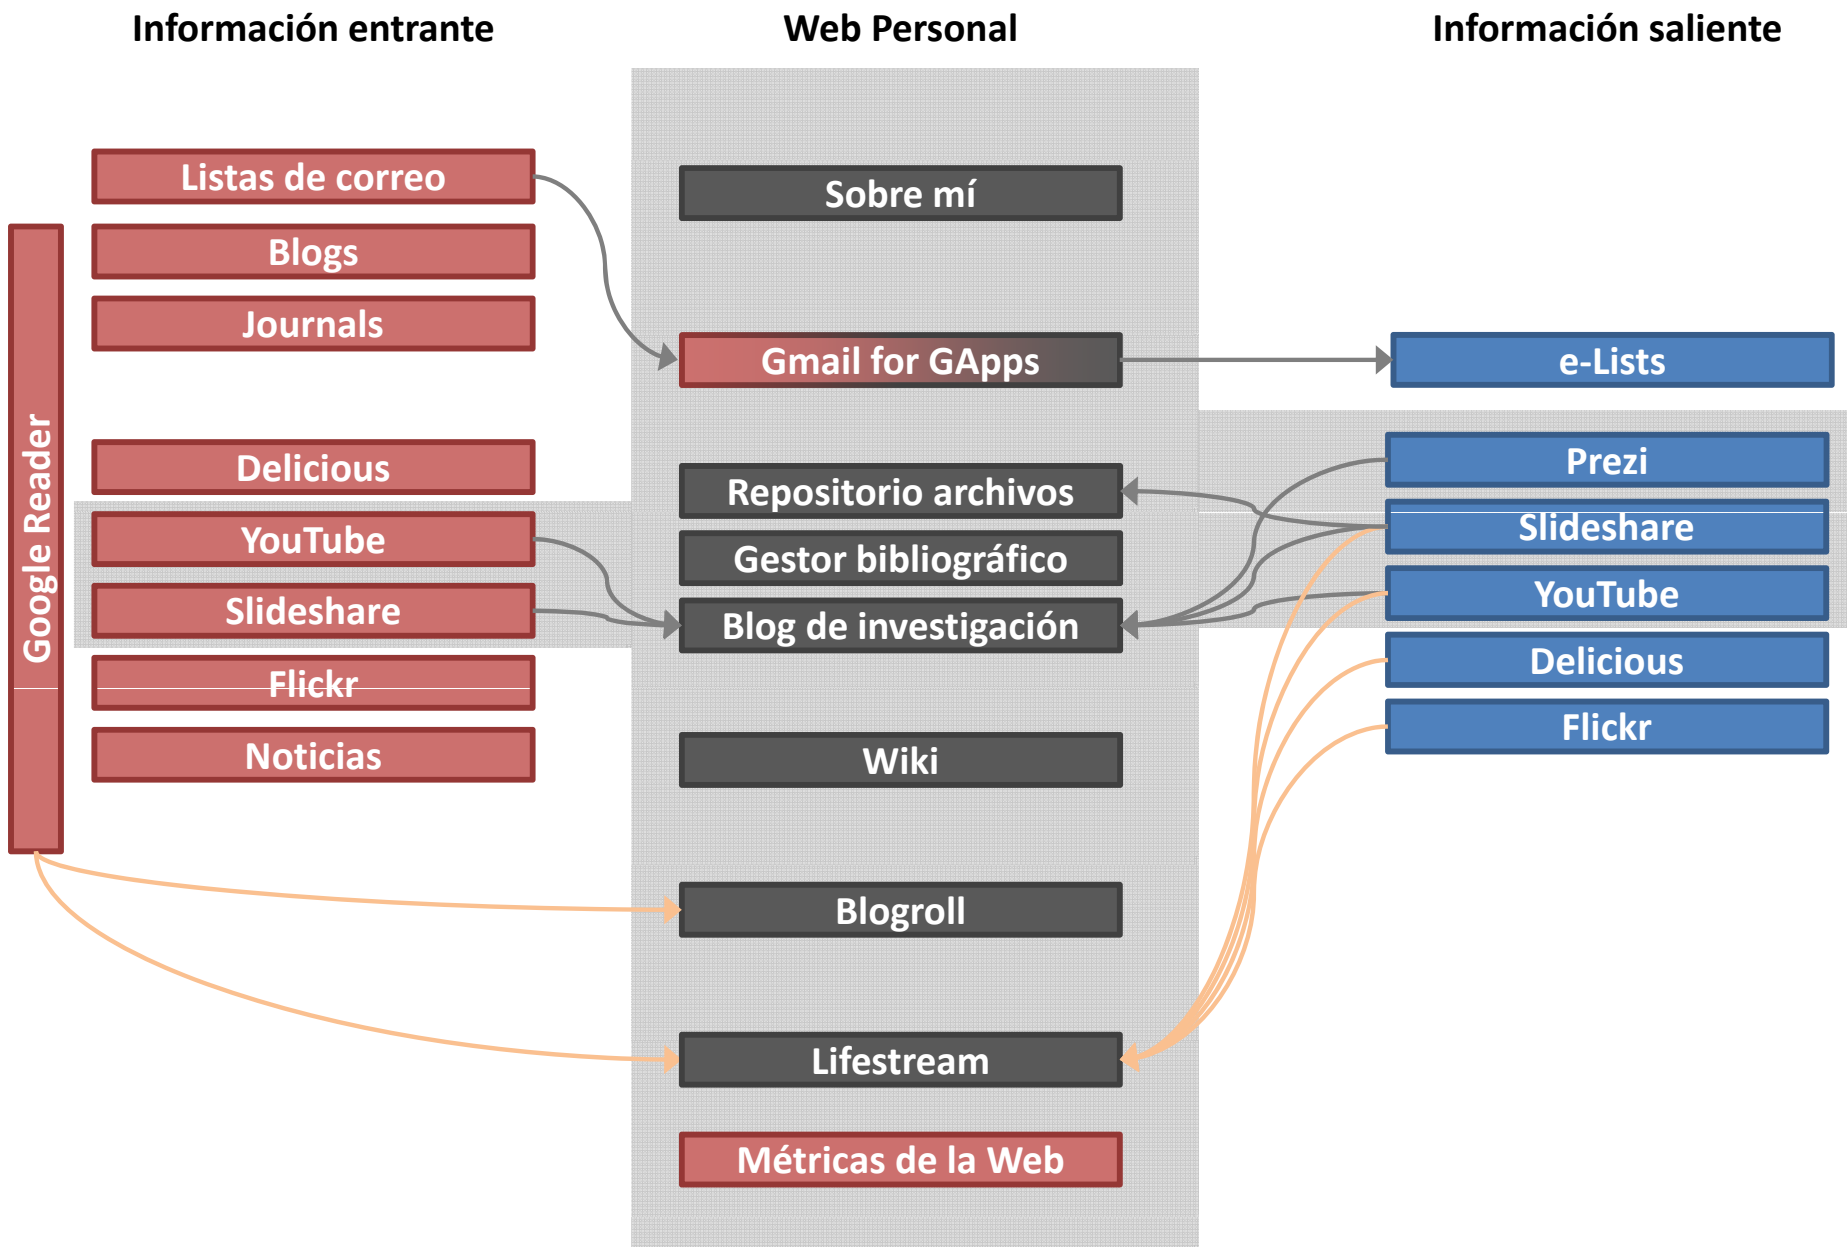 Información entrante
Web Personal
Información saliente
Listas de correo
Blogs
Journals
Google Reader
Delicious
YouTube
Slideshare
Flickr
Noticias
Sobre mí
Gmail for GApps
Repositorio archivos
Gestor bibliográfico
Blog de investigación
Wiki
Blogroll
Lifestream
Métricas de la Web
e-Lists
Prezi
Slideshare
YouTube
Delicious
Flickr